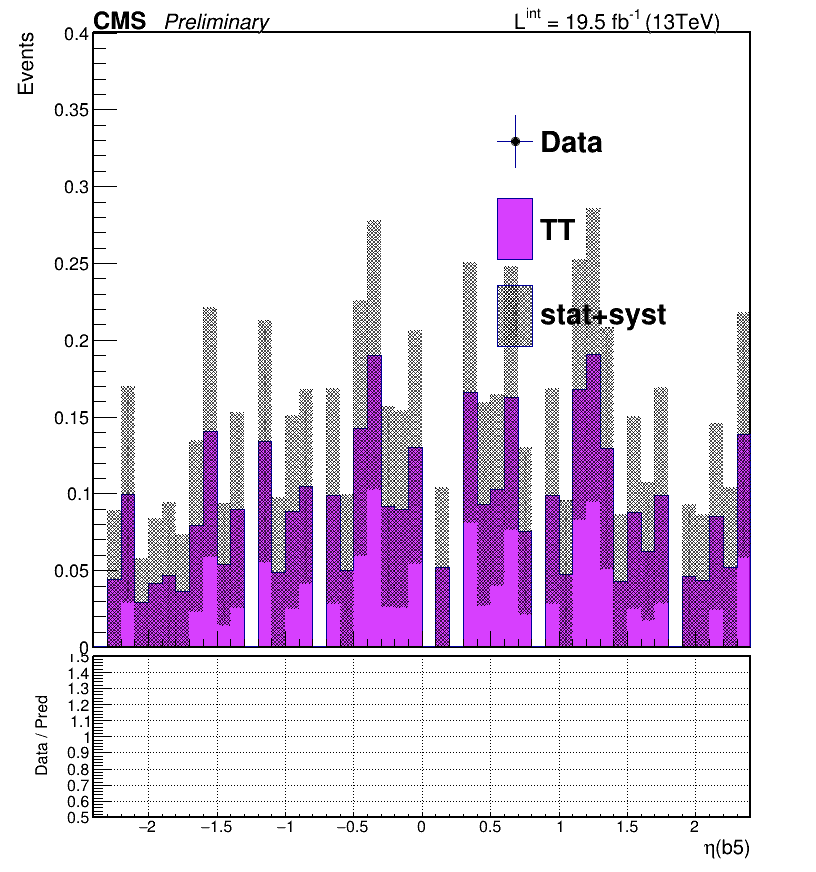 CMS Preliminary L^int = 19.5 fb^-1 (13TeV)
Events
0.4
0.35
0.3
0.25
0.2
0.15
0.1
0.05
0
Data
TT
stat+syst
Data / Pred
1.5
1.4
1.3
1.2
1.1
1
0.9
0.8
0.7
0.6
0.5
−2 −1.5 −1 −0.5 0 0.5 1 1.5 2
η(b5)